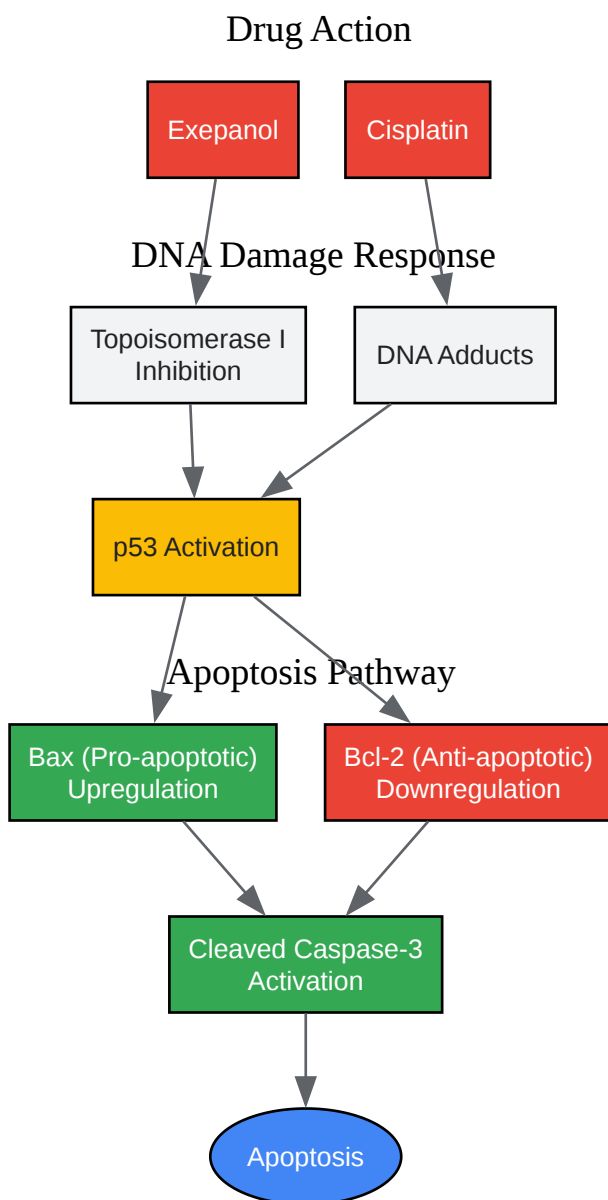 Drug Action
Exepanol
Cisplatin
DNA Damage Response
Topoisomerase I
Inhibition
DNA Adducts
p53 Activation
Apoptosis Pathway
Bax (Pro-apoptotic)
Upregulation
Bcl-2 (Anti-apoptotic)
Downregulation
Cleaved Caspase-3
Activation
Apoptosis